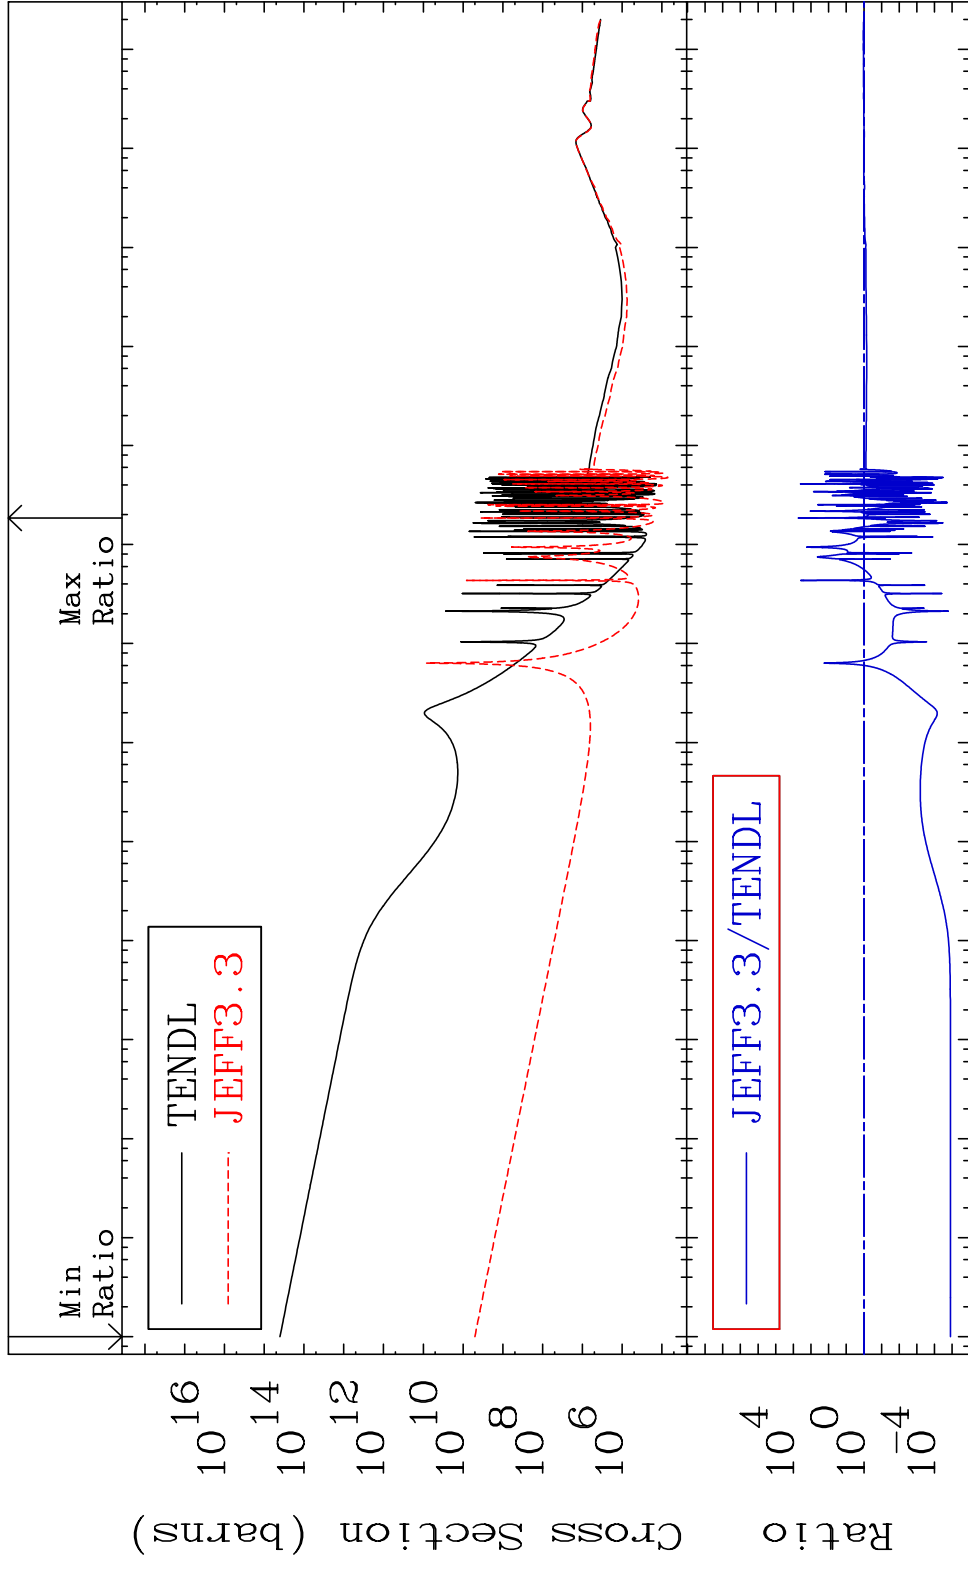 Min
Ratio
Max
Ratio
10 16
10 14
10 12
10 10
10 8
10 6
Cross Section (barns)
TENDL
JEFF3.3
10 4
10 0
10 -4
Ratio
JEFF3.3/TENDL